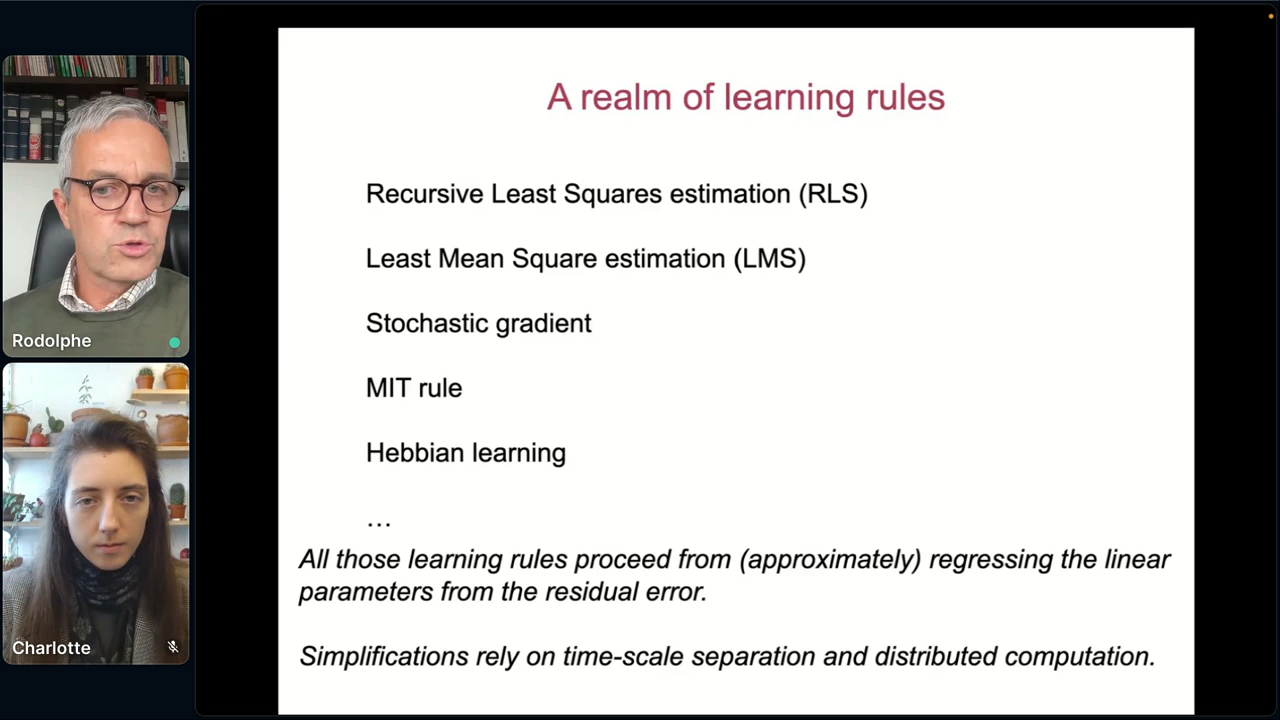 A realm of learning rules
Recursive Least Squares estimation (RLS)
Least Mean Square estimation (LMS)
Stochastic gradient
MIT rule
Hebbian learning
…
All those learning rules proceed from (approximately) regressing the linear
parameters from the residual error.
Simplifications rely on time-scale separation and distributed computation.
Rodolphe
Charlotte